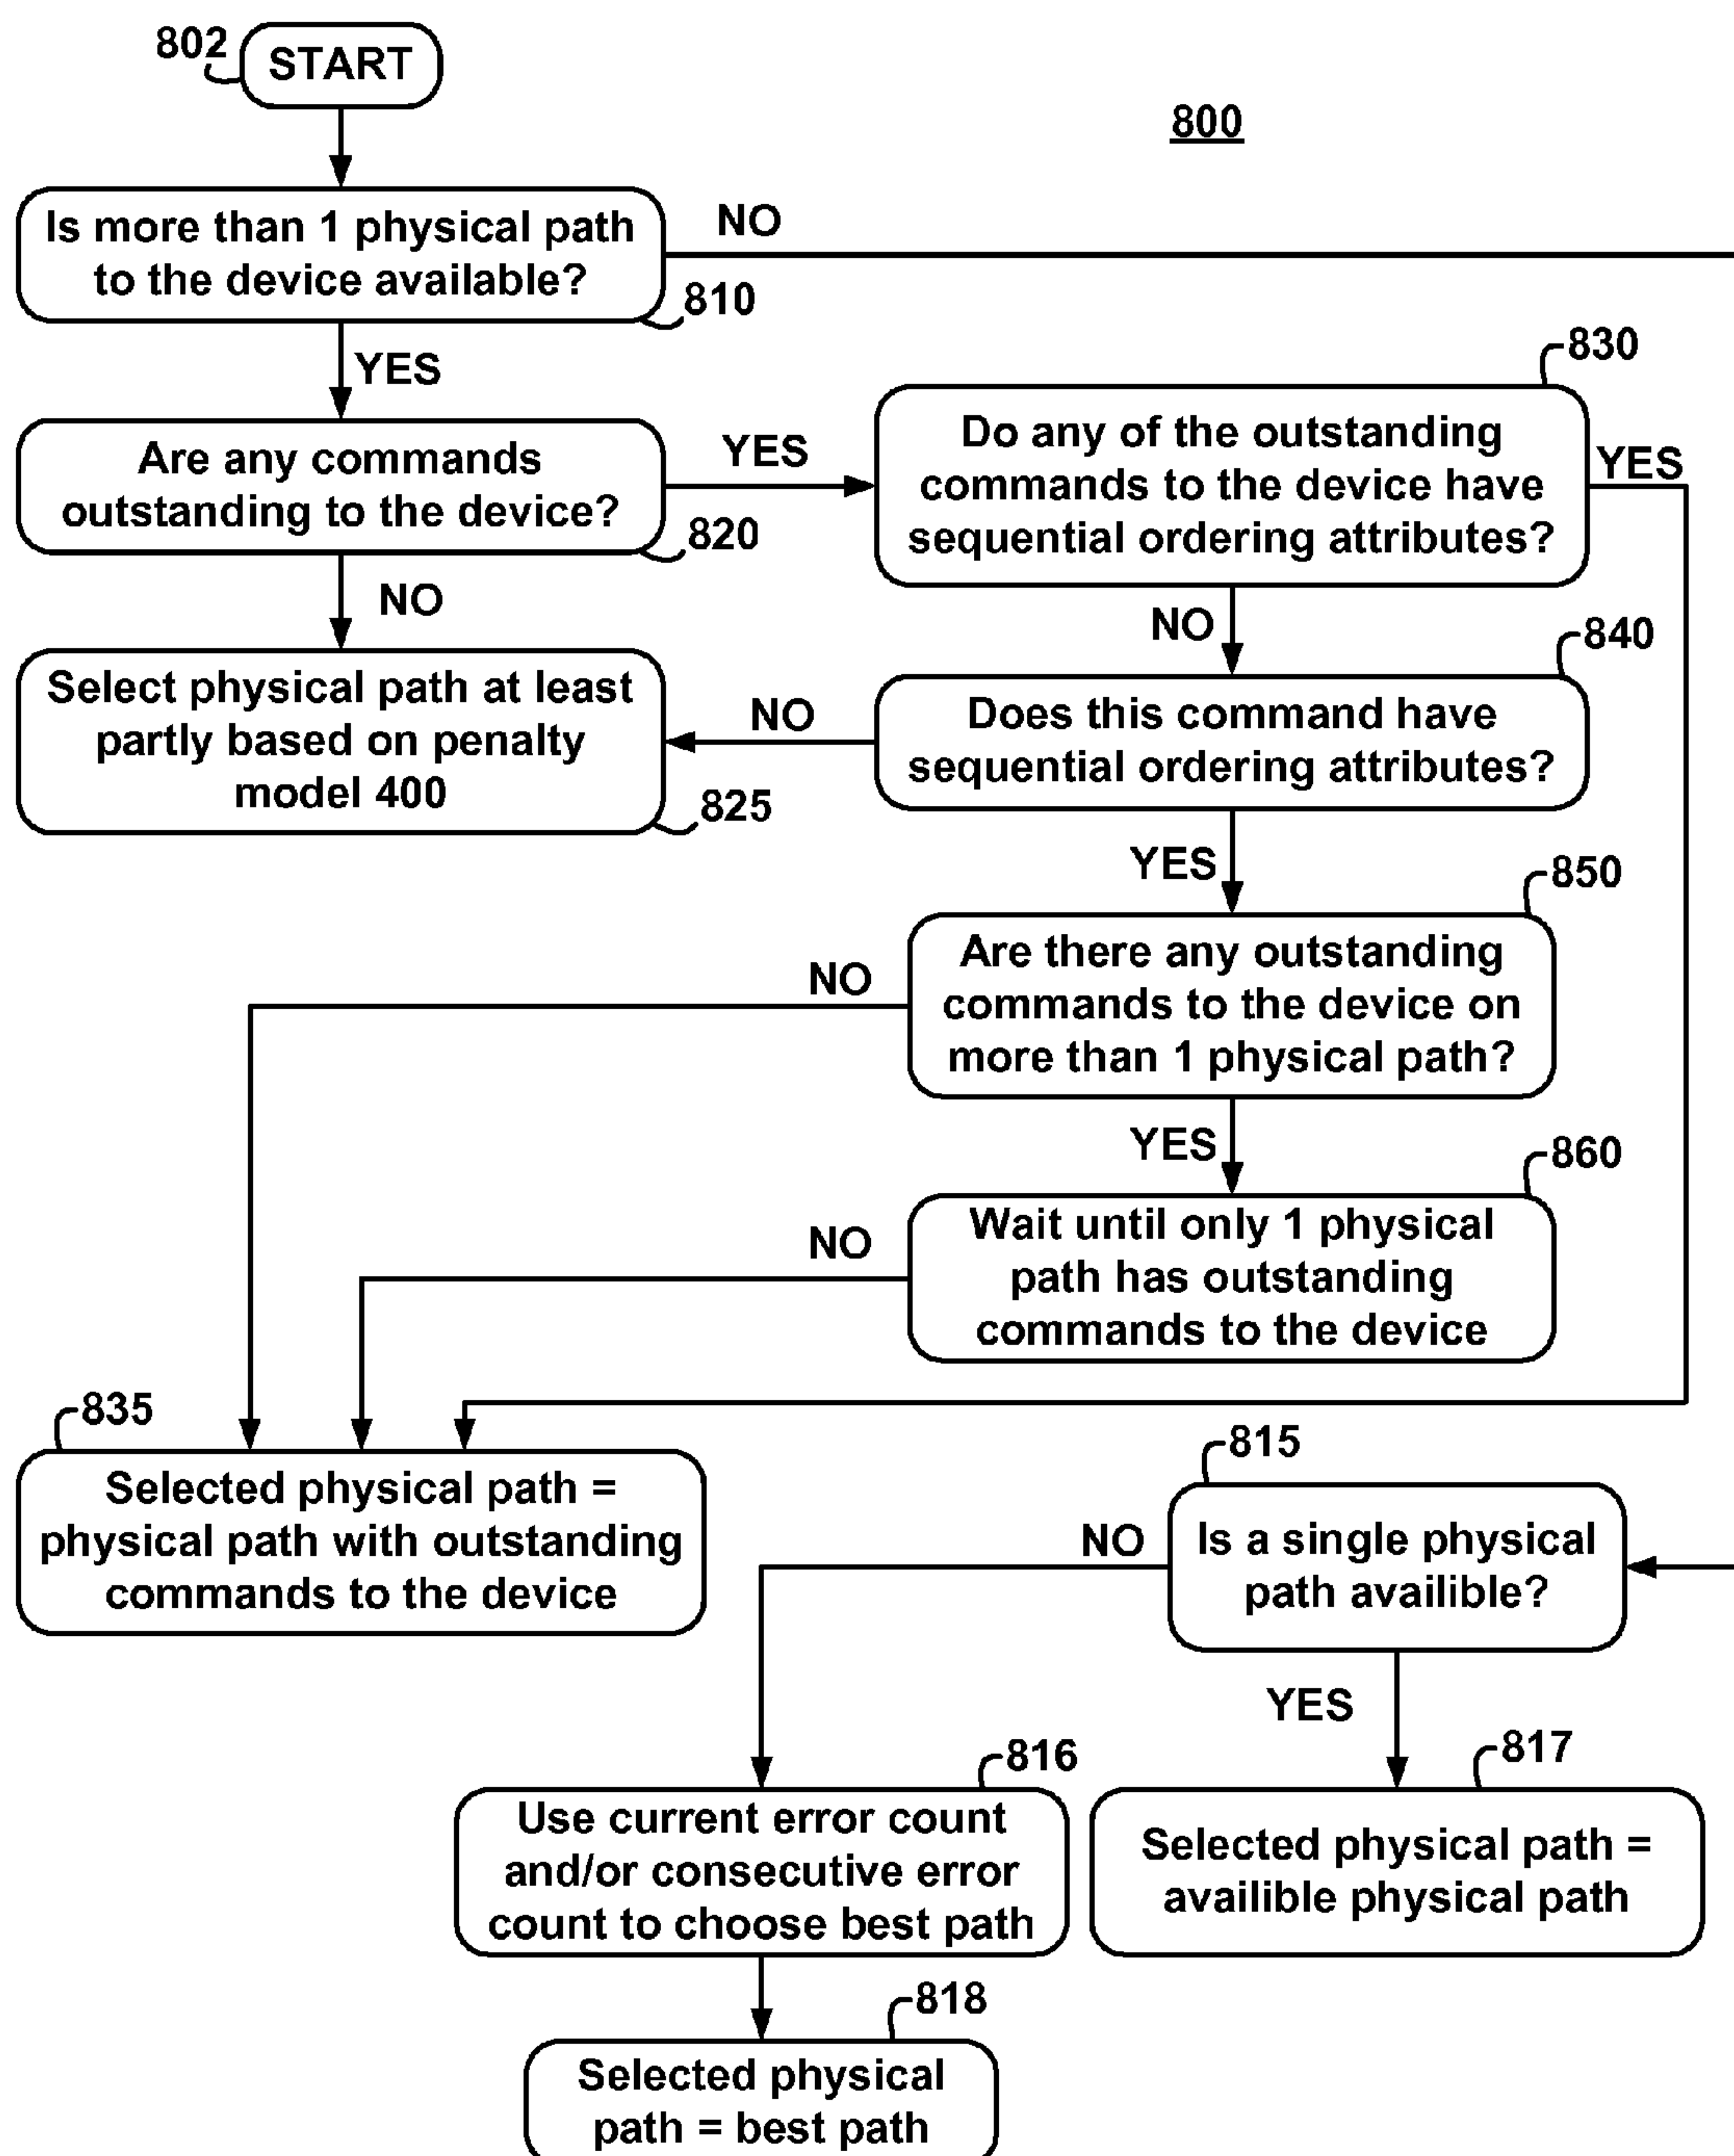 802
START
800
Is more than 1 physical path
to the device available?
NO
810
YES
830
Are any commands
outstanding to the device?
YES
820
Do any of the outstanding
commands to the device have
sequential ordering attributes?
YES
NO
NO
840
Select physical path at least
partly based on penalty
model 400
825
NO
Does this command have
sequential ordering attributes?
YES
850
Are there any outstanding
commands to the device on
more than 1 physical path?
NO
YES
860
Wait until only 1 physical
path has outstanding
commands to the device
NO
835
Selected physical path =
physical path with outstanding
commands to the device
815
Is a single physical
path availible?
NO
YES
816
Use current error count
and/or consecutive error
count to choose best path
817
Selected physical path =
availible physical path
818
Selected physical
path = best path